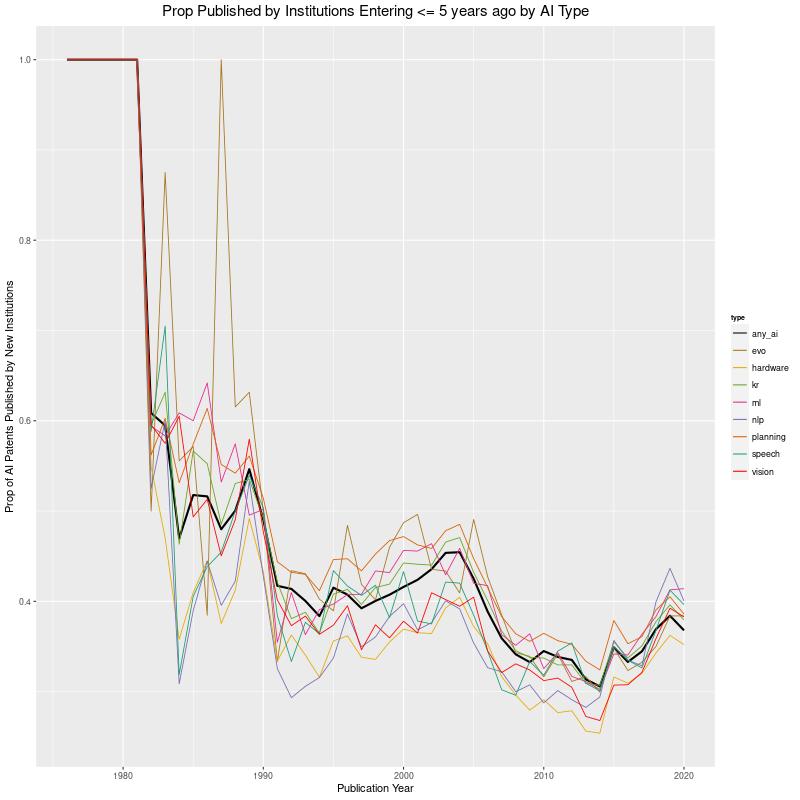 Prop Published by Institutions Entering <= 5 years ago by AI Type
Prop of AI Patents Published by New Institutions
1.0
0.8
0.6
0.4
1980
1990
2000
2010
2020
Publication Year
type
any_ai
evo
hardware
kr
ml
nlp
planning
speech
vision